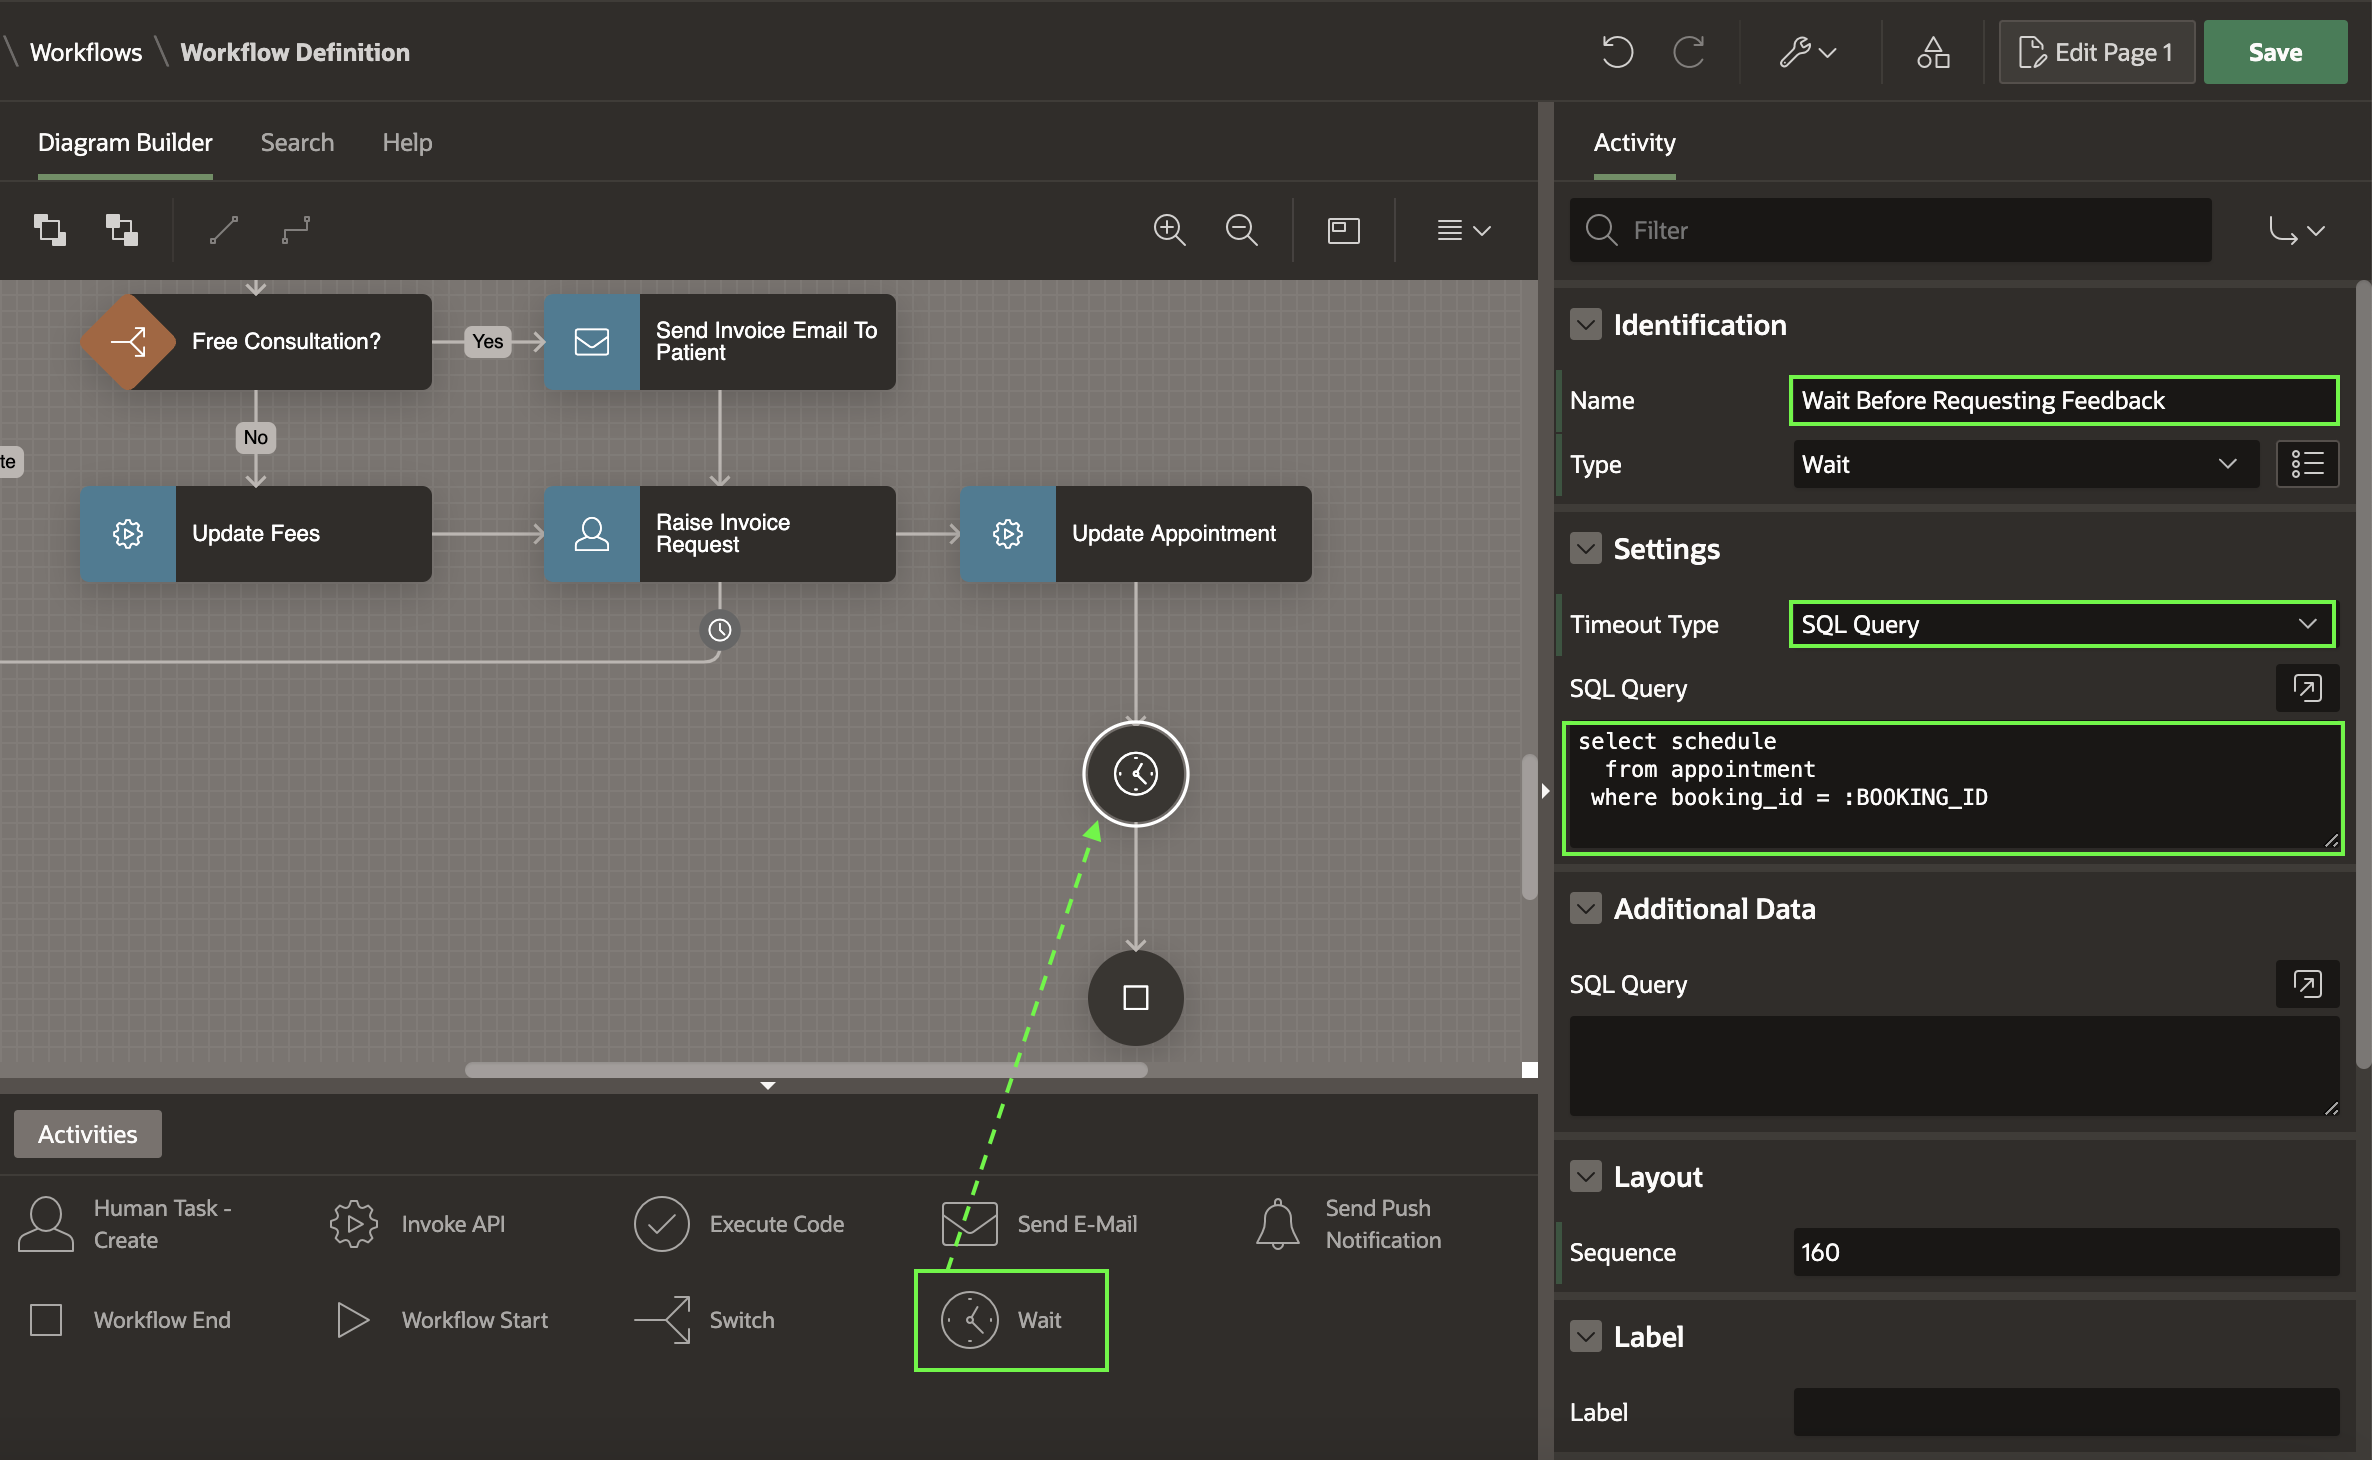 \ Workflows \ Workflow Definition
Edit Page 1
Save
Diagram Builder
Search
Help
Free Consultation?
Yes
Send Invoice Email To
Patient
No
te
Update Fees
Raise Invoice
Request
Update Appointment
Activities
Human Task -
Create
Invoke API
Execute Code
Send E-Mail
Send Push
Notification
Workflow End
Workflow Start
Switch
Wait
Activity
Filter
Identification
Name
Wait Before Requesting Feedback
Type
Wait
Settings
Timeout Type
SQL Query
SQL Query
select schedule
from appointment
where booking_id = :BOOKING_ID
Additional Data
SQL Query
Layout
Sequence
160
Label
Label